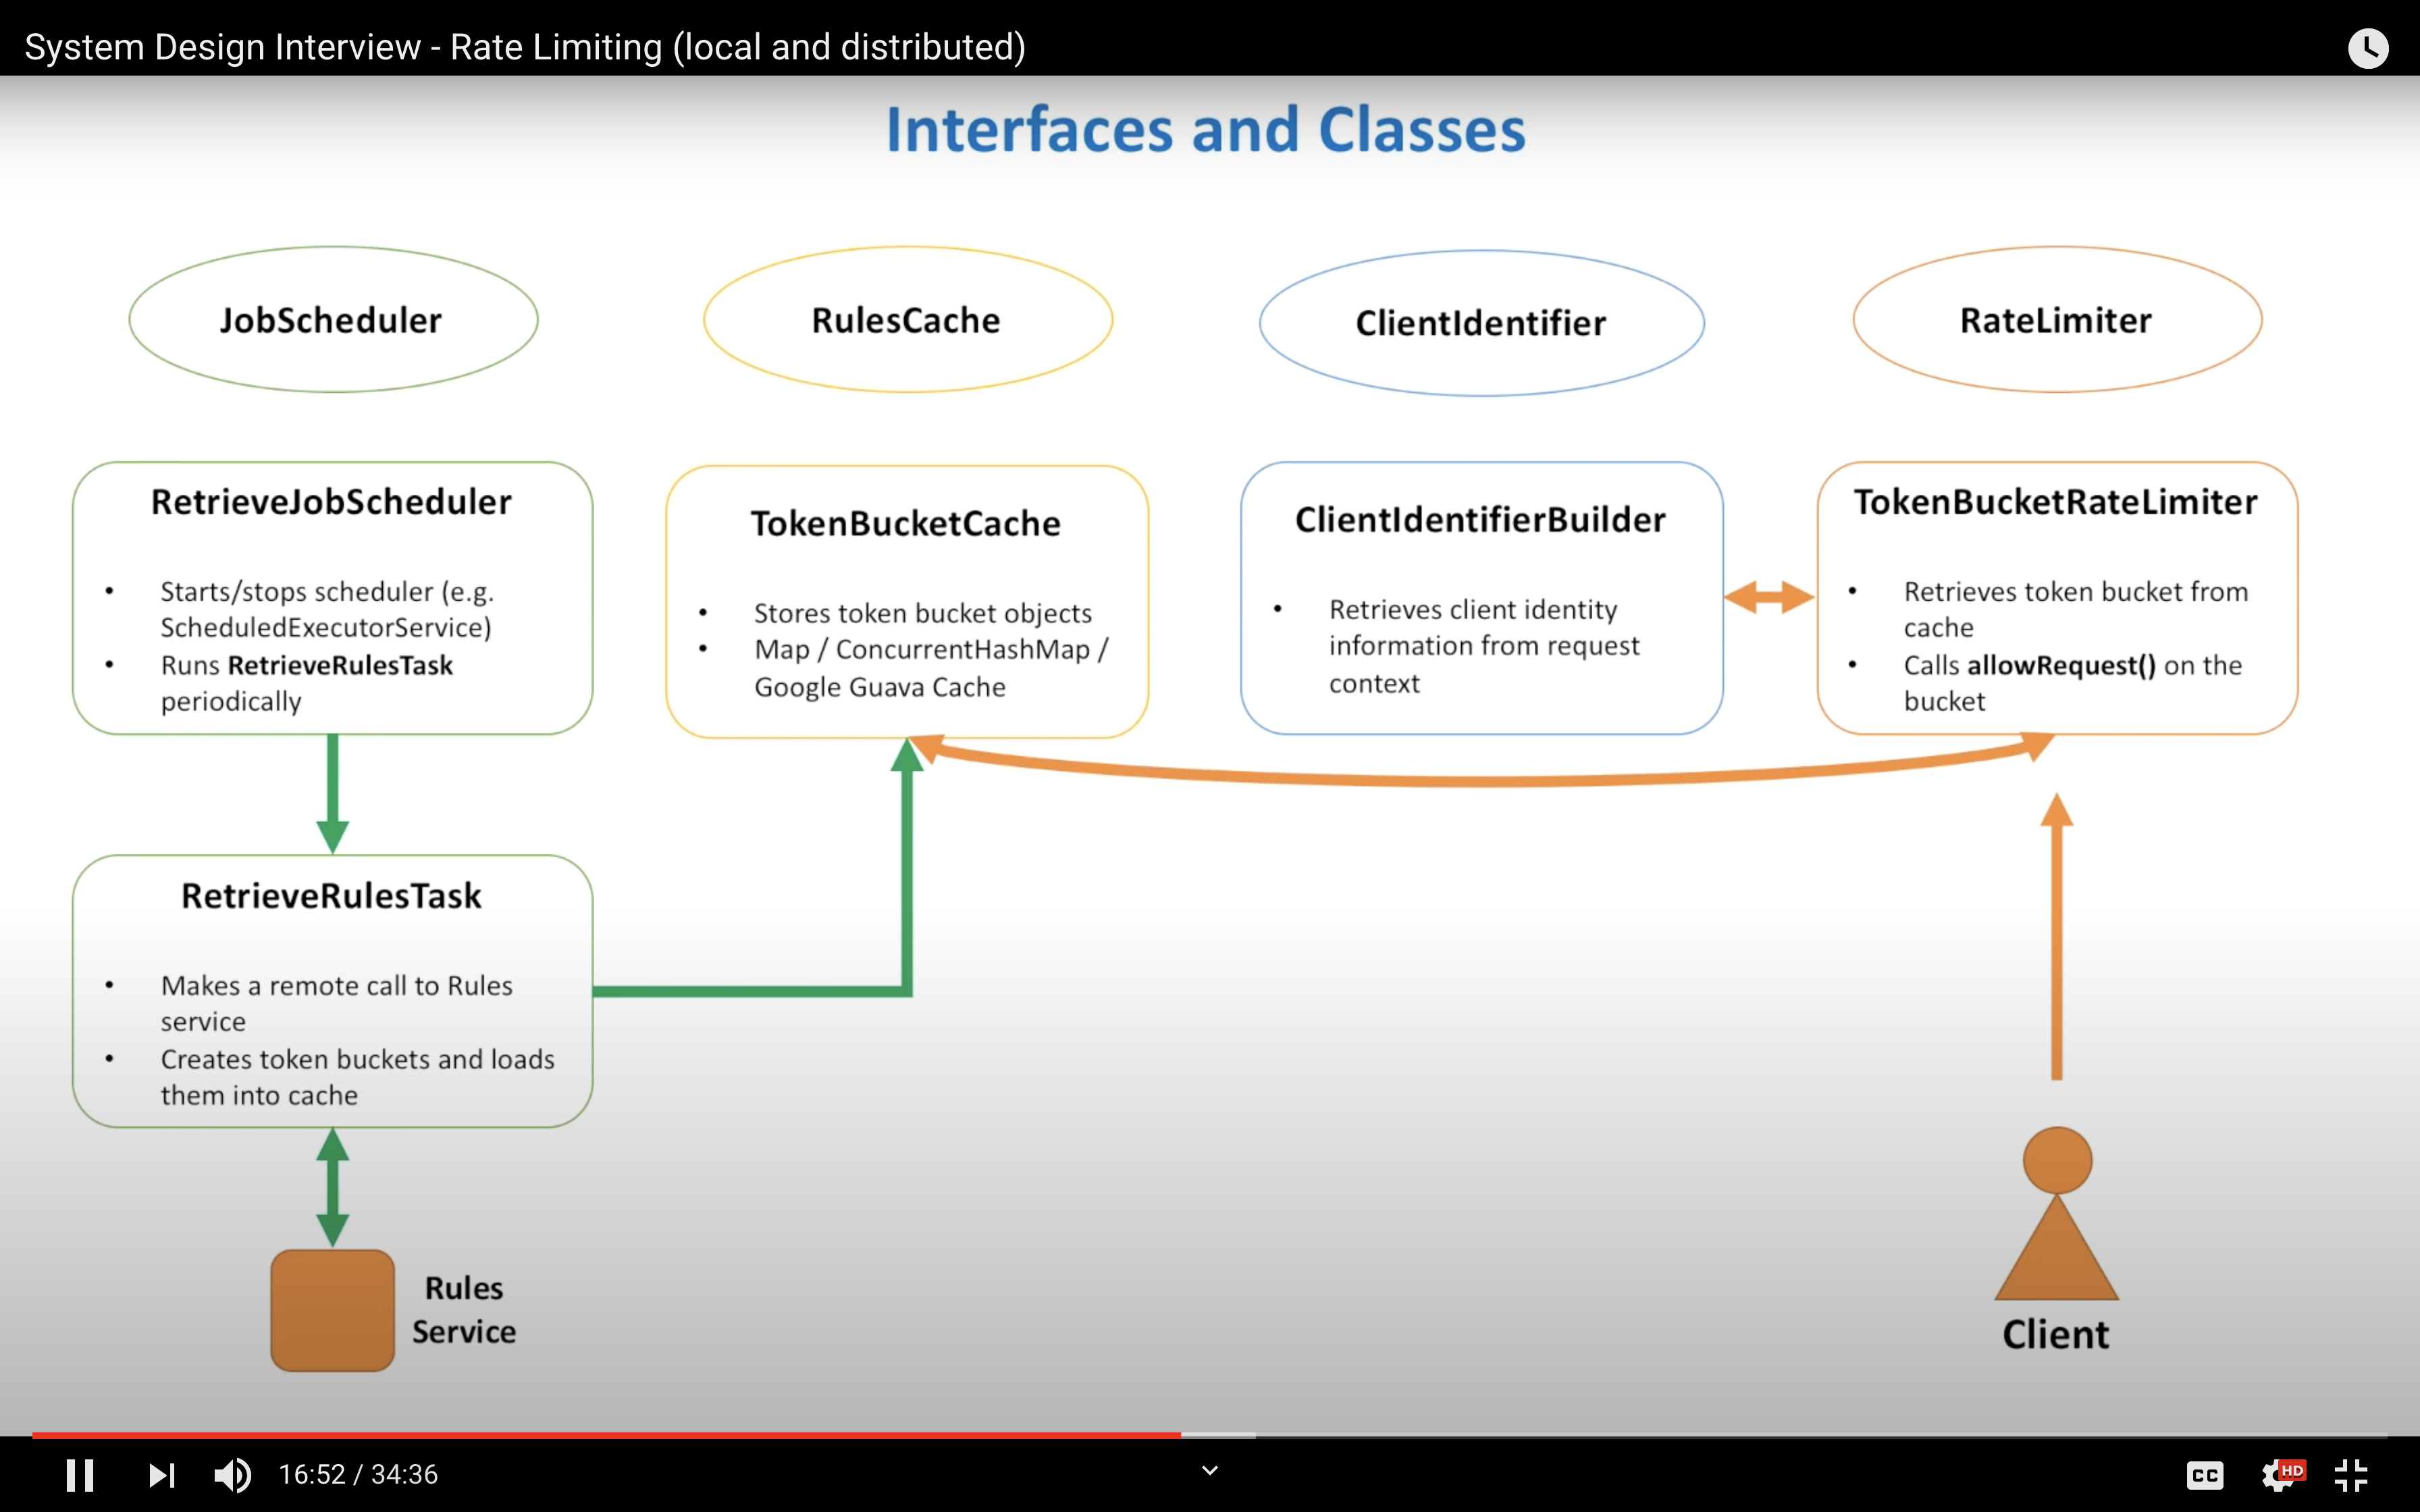 System Design Interview - Rate Limiting (local and distributed)
Interfaces and Classes
JobScheduler
RulesCache
ClientIdentifier
RateLimiter
RetrieveJobScheduler
• Starts/stops scheduler (e.g.
ScheduledExecutorService)
• Runs RetrieveRulesTask
periodically
TokenBucketCache
• Stores token bucket objects
• Map / ConcurrentHashMap /
Google Guava Cache
ClientIdentifierBuilder
• Retrieves client identity
information from request
context
TokenBucketRateLimiter
• Retrieves token bucket from
cache
• Calls allowRequest() on the
bucket
RetrieveRulesTask
• Makes a remote call to Rules
service
• Creates token buckets and loads
them into cache
Rules
Service
Client
16:52 / 34:36
CC
HD